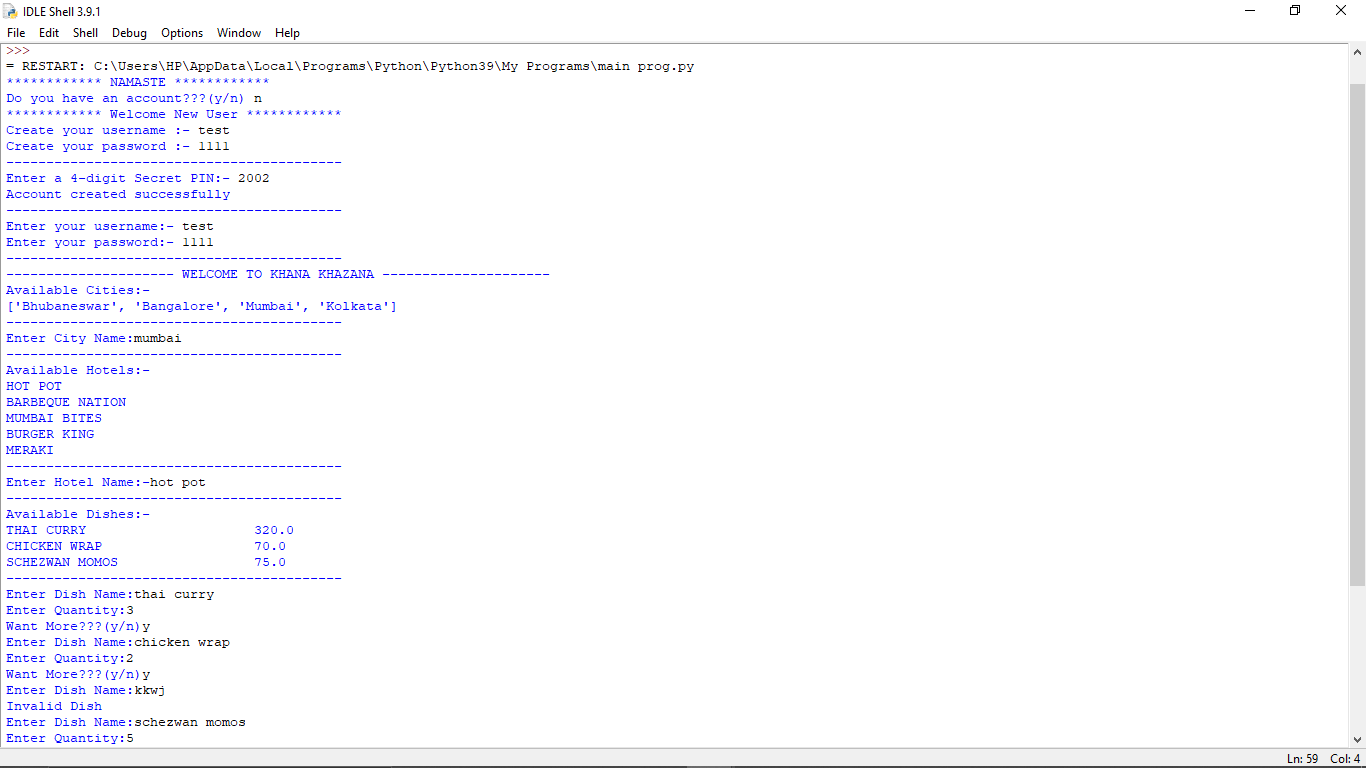 IDLE Shell 3.9.1
File Edit Shell Debug Options Window Help
>>>
= RESTART: C:\Users\HP\AppData\Local\Programs\Python\Python39\My Programs\main prog.py
************ NAMASTE ************
Do you have an account???(y/n) n
************ Welcome New User ************
Create your username :- test
Create your password :- 1111
------------------------------------------
Enter a 4-digit Secret PIN:- 2002
Account created successfully
------------------------------------------
Enter your username:- test
Enter your password:- 1111
------------------------------------------
--------------------- WELCOME TO KHANA KHAZANA ---------------------
Available Cities:-
['Bhubaneswar', 'Bangalore', 'Mumbai', 'Kolkata']
------------------------------------------
Enter City Name:mumbai
------------------------------------------
Available Hotels:-
HOT POT
BARBEQUE NATION
MUMBAI BITES
BURGER KING
MERAKI
------------------------------------------
Enter Hotel Name:-hot pot
------------------------------------------
Available Dishes:-
THAI CURRY 320.0
CHICKEN WRAP 70.0
SCHEZWAN MOMOS 75.0
------------------------------------------
Enter Dish Name:thai curry
Enter Quantity:3
Want More???(y/n)y
Enter Dish Name:chicken wrap
Enter Quantity:2
Want More???(y/n)y
Enter Dish Name:kkwj
Invalid Dish
Enter Dish Name:schezwan momos
Enter Quantity:5
Ln: 59 Col: 4